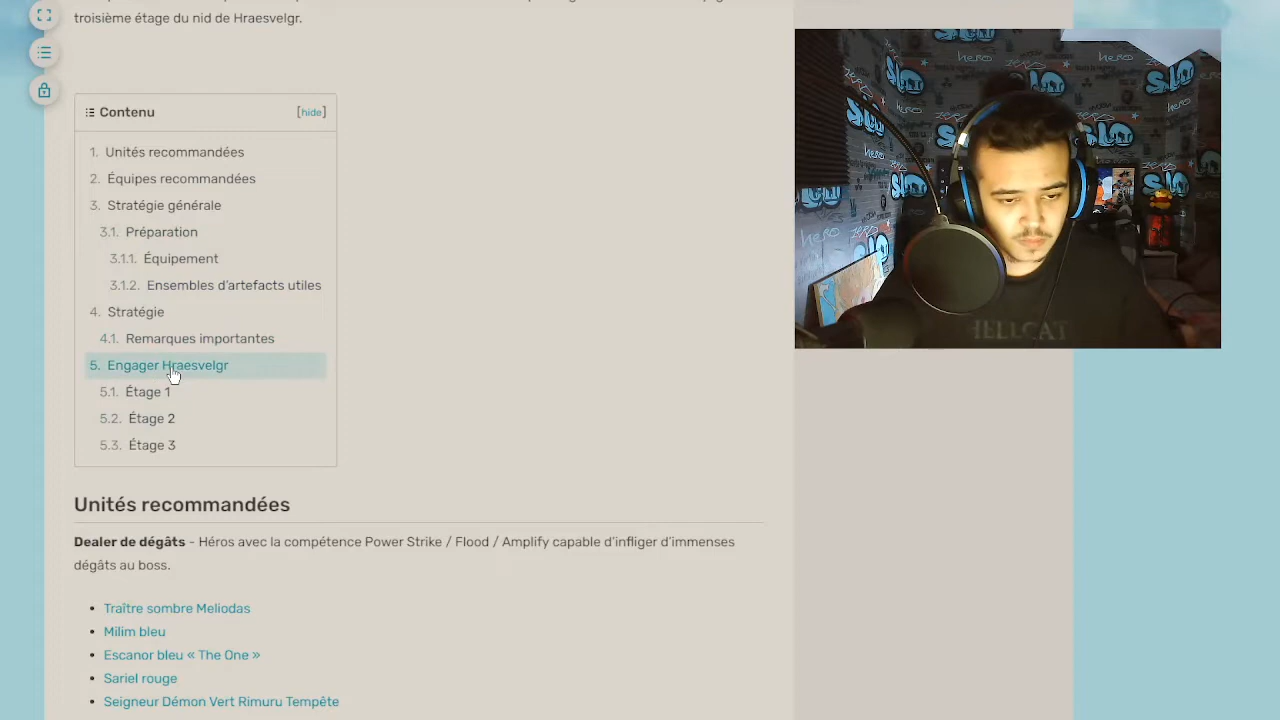 troisième étage du nid de Hraesvelgr.
Contenu [hide]
1. Unités recommandées
2. Équipes recommandées
3. Stratégie générale
3.1. Préparation
3.1.1. Équipement
3.1.2. Ensembles d'artefacts utiles
4. Stratégie
4.1. Remarques importantes
5. Engager Hraesvelgr
5.1. Étage 1
5.2. Étage 2
5.3. Étage 3
Unités recommandées
Dealer de dégâts - Héros avec la compétence Power Strike / Flood / Amplify capable d'infliger d'immenses
dégâts au boss.
• Traître sombre Meliodas
• Milim bleu
• Escanor bleu « The One »
• Sariel rouge
• Seigneur Démon Vert Rimuru Tempête
HELLCAT